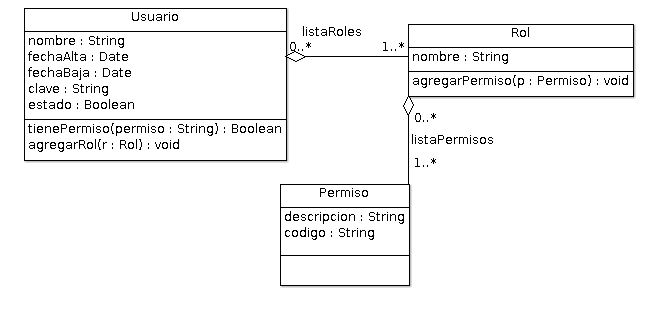 Usuario
nombre : String
fechaAlta : Date
fechaBaja : Date
clave : String
estado : Boolean
tienePermiso(permiso : String) : Boolean
agregarRol(r : Rol) : void
listaRoles
0..*
1..*
Rol
nombre : String
agregarPermiso(p : Permiso) : void
0..*
listaPermisos
1..*
Permiso
descripcion : String
codigo : String